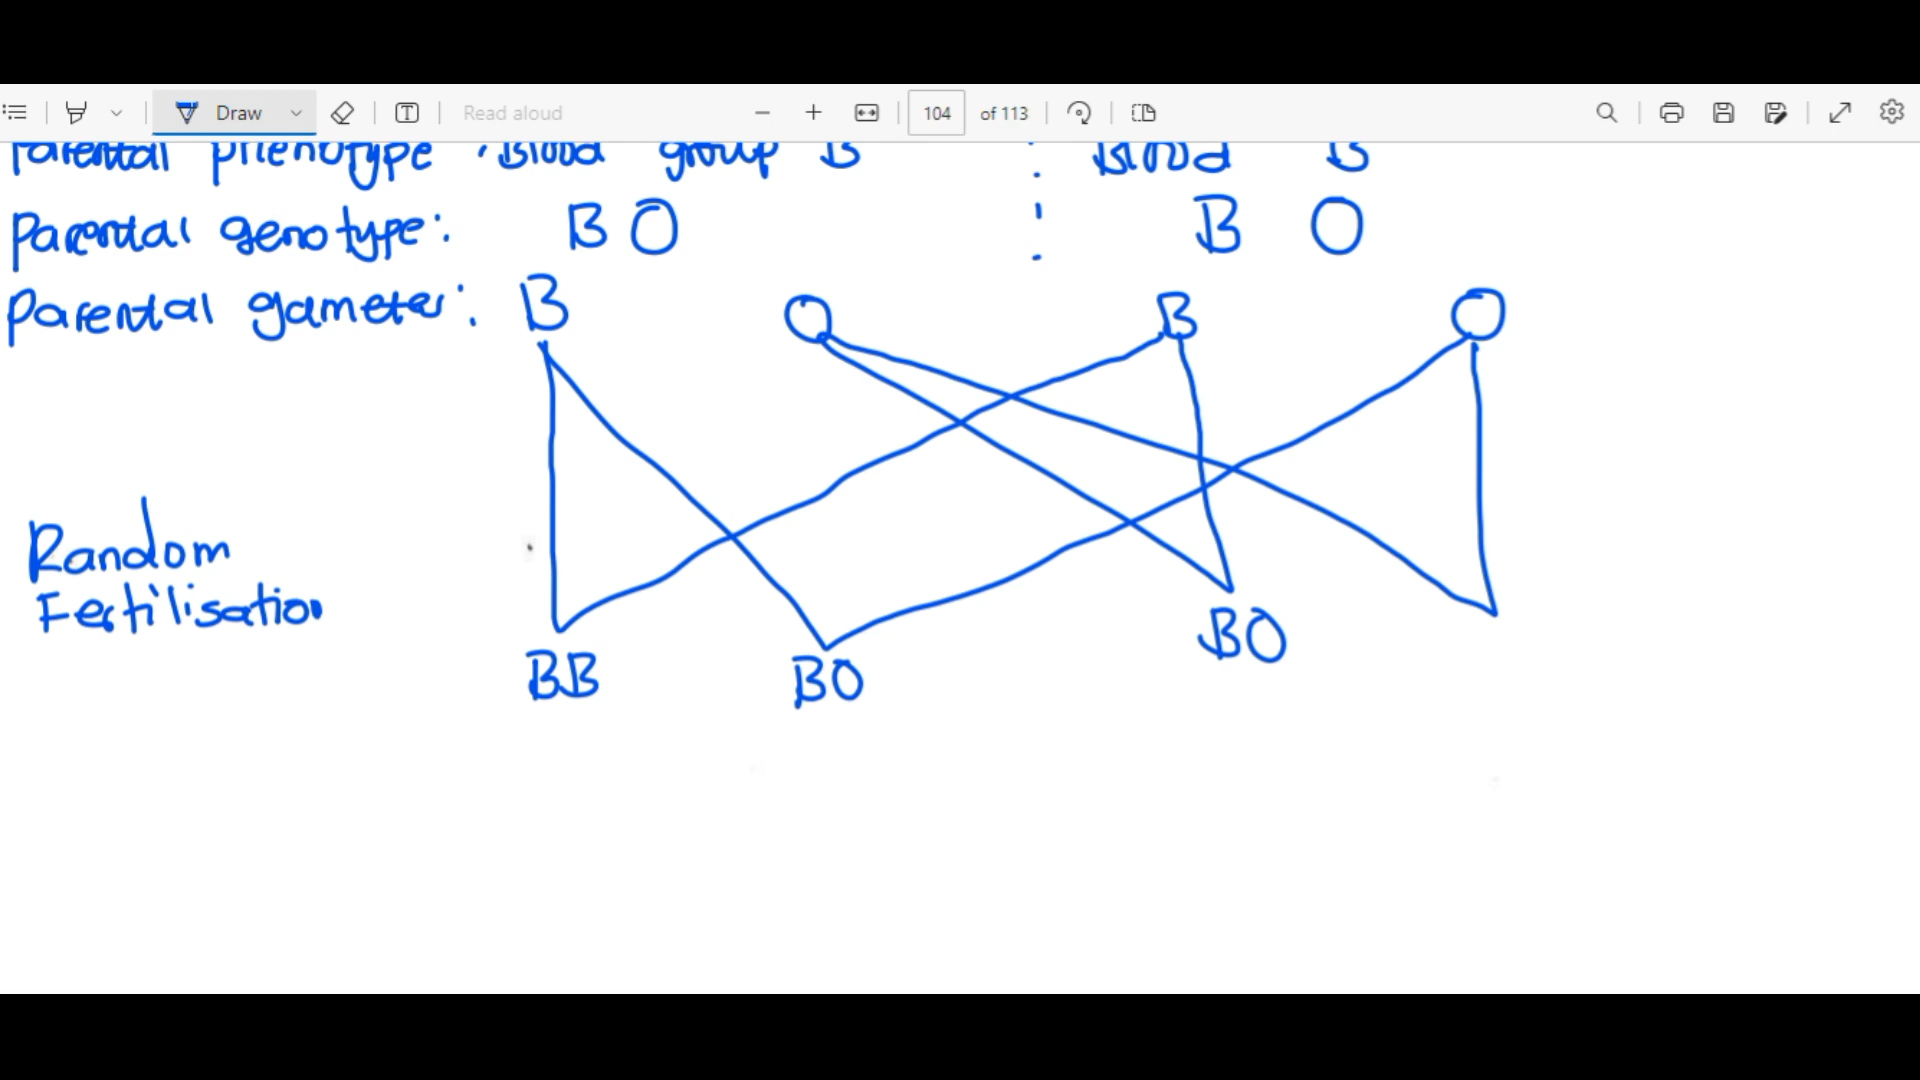 Draw
Read aloud
104 of 113
Parental phenotype : Blood group B Blood B
Parental genotype: B O B O
Parental gametes: B O B O
Random
Fertilisation
BB BO BO